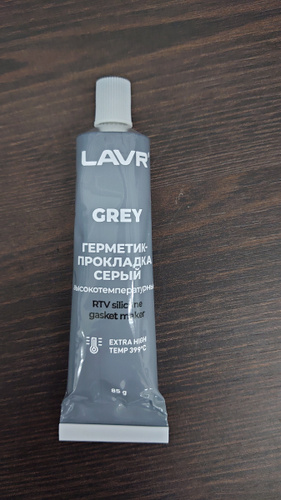 LAVR
GREY
ГЕРМЕТИК-
ПРОКЛАДКА
СЕРЫЙ
высокотемпературный
RTV silicone
gasket maker
EXTRA HIGH
TEMP 399°C
85 g